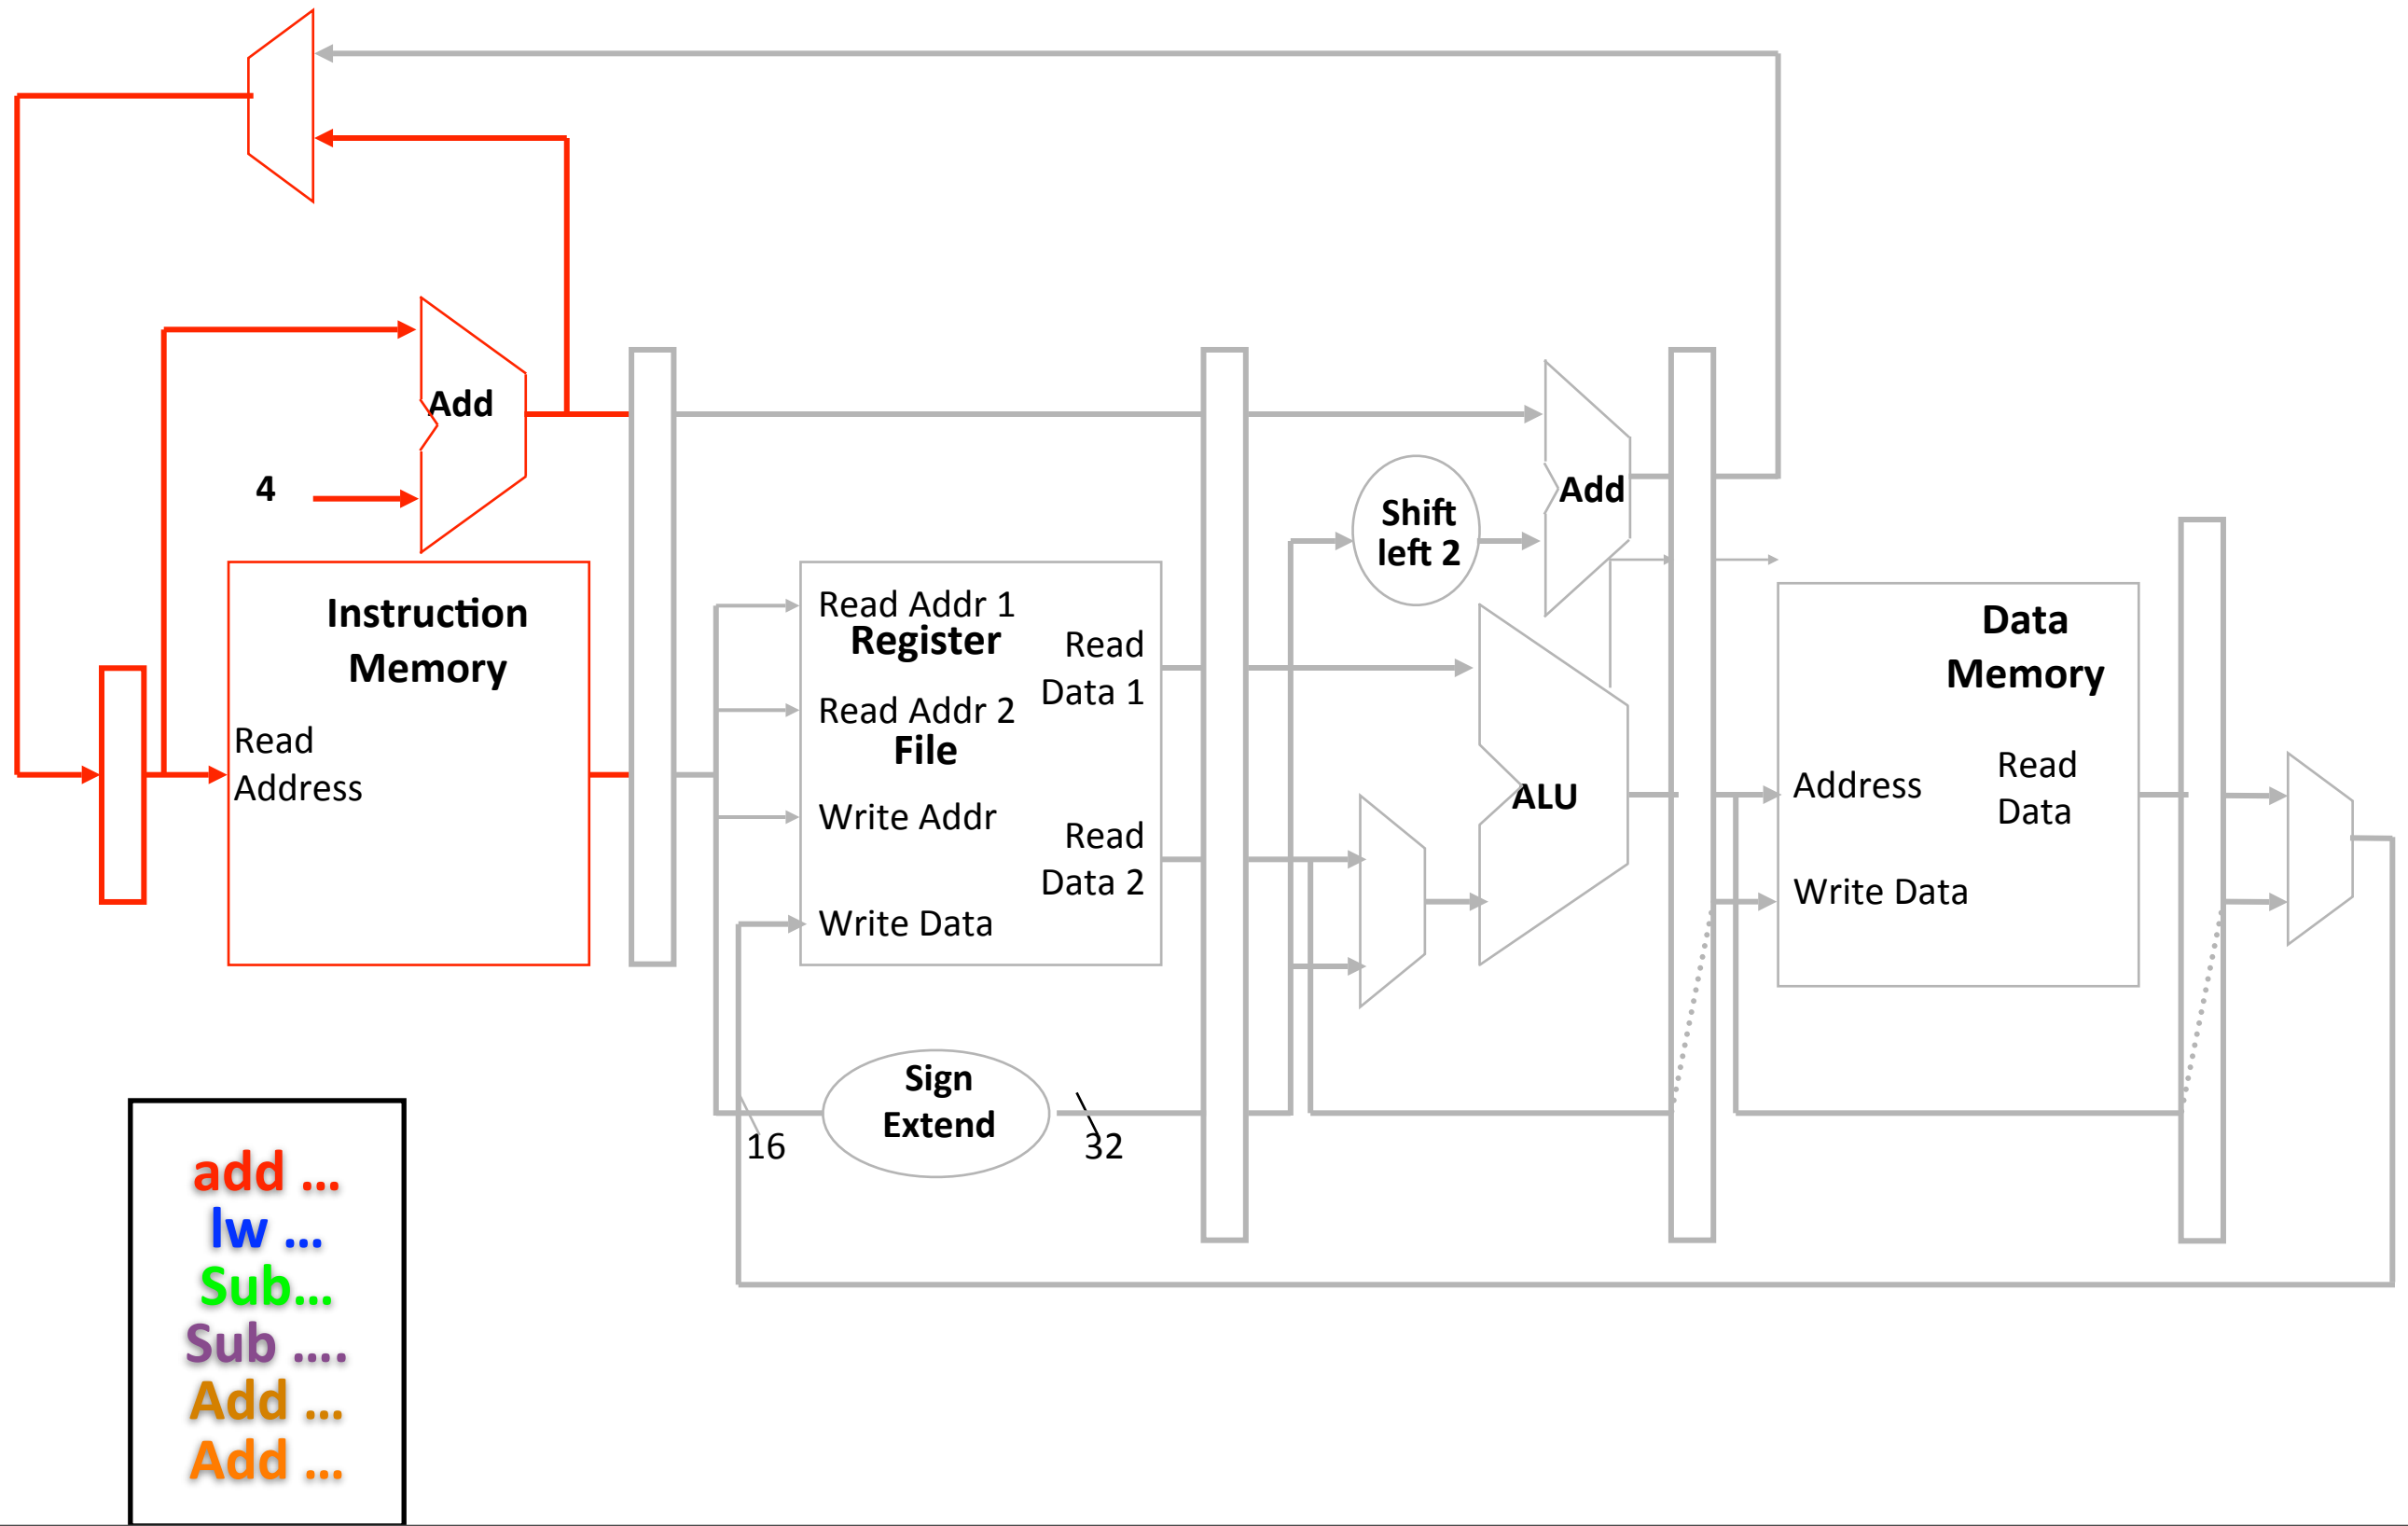 Add
4
Shift
left 2
Add
Instruction
Memory
Read
Address
Read Addr 1
Register
Read Addr 2
File
Write Addr
Write Data
Read
Data 1
Read
Data 2
ALU
Data
Memory
Address
Read
Data
Write Data
Sign
Extend
16
32
add ...
lw ...
Sub...
Sub ....
Add ...
Add ...